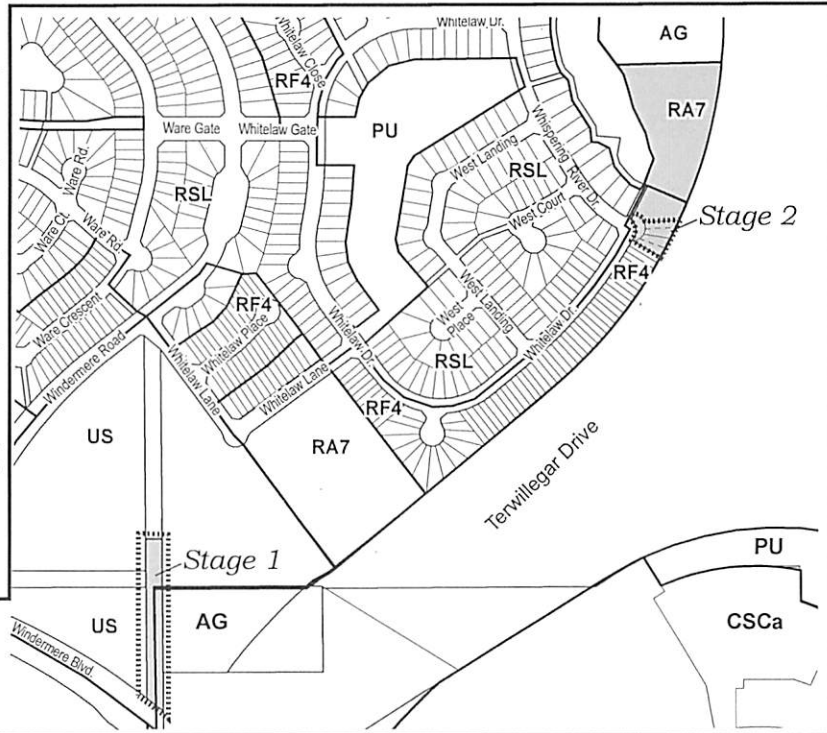 Whitelaw Dr.
AG
Whitelaw Close
RF4
RA7
Ware Gate
Whitelaw Gate
PU
West Landing
Whispering River Dr.
Ware Rd.
RSL
RSL
West Court
Stage 2
Ware Ct.
Ware Rd.
RF4
RF4
West Landing
Ware Crescent
Whitelaw Place
West Place
Whitelaw Dr.
Windermere Road
Whitelaw Lane
Whitelaw Dr.
RSL
Whitelaw Lane
RF4
US
RA7
Terwillegar Drive
PU
Stage 1
US
AG
CSCa
Windermere Blvd.